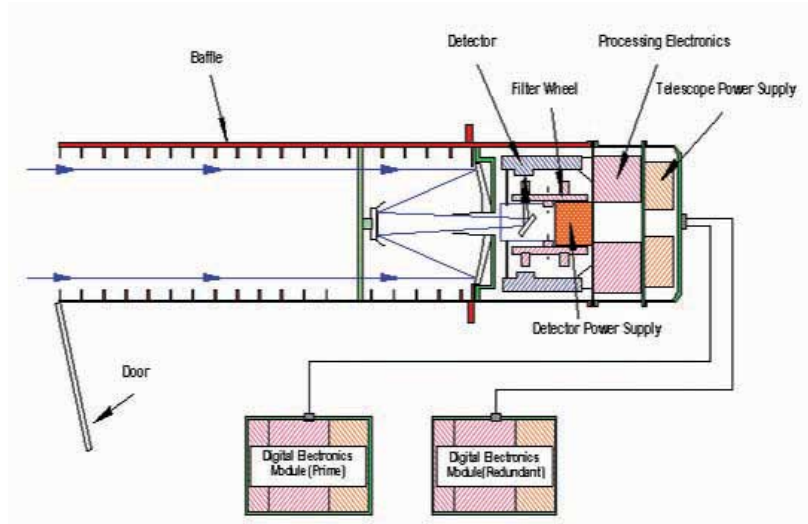 Detector
Processing Electronics
Baffle
Filter Wheel
Telescope Power Supply
Detector Power Supply
Door
Digital Electronics
Module (Prime)
Digital Electronics
Module(Redundant)